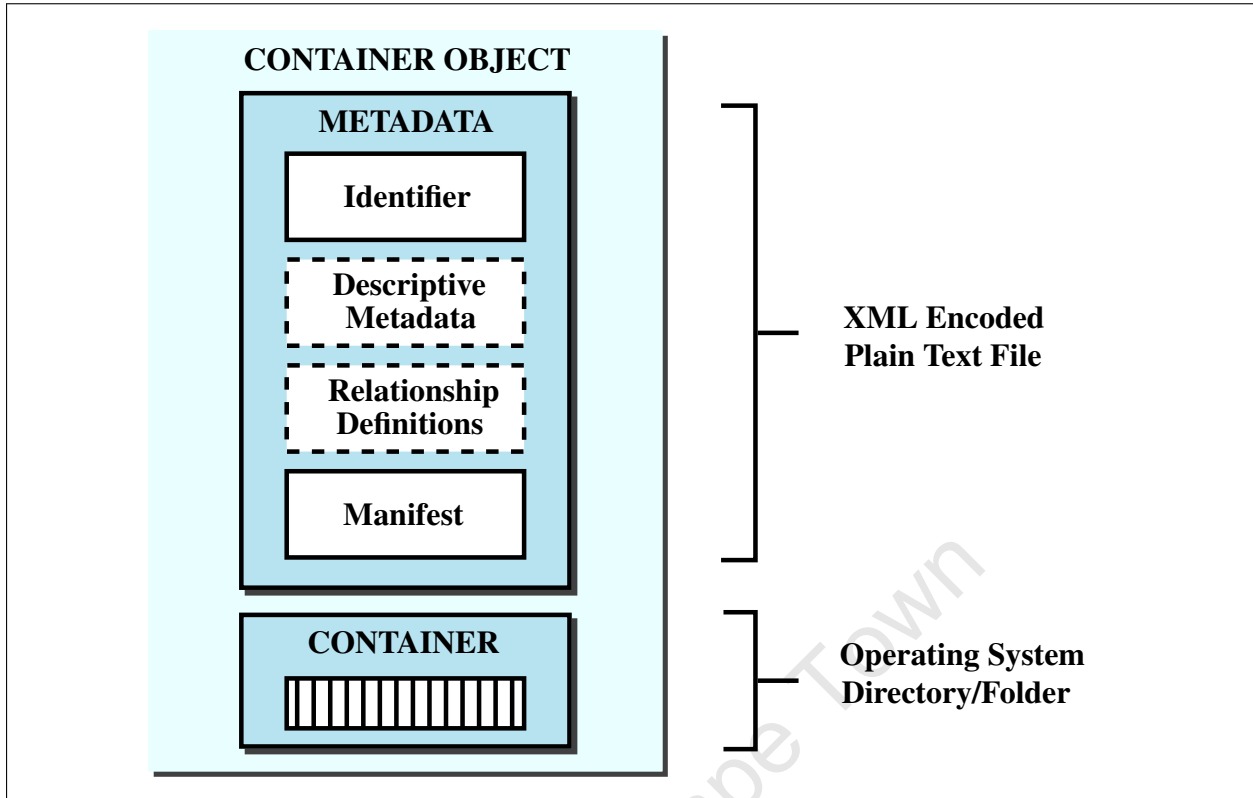 CONTAINER OBJECT
METADATA
Identifier
Descriptive
Metadata
Relationship
Definitions
Manifest
XML Encoded
Plain Text File
CONTAINER
Operating System
Directory/Folder
Town